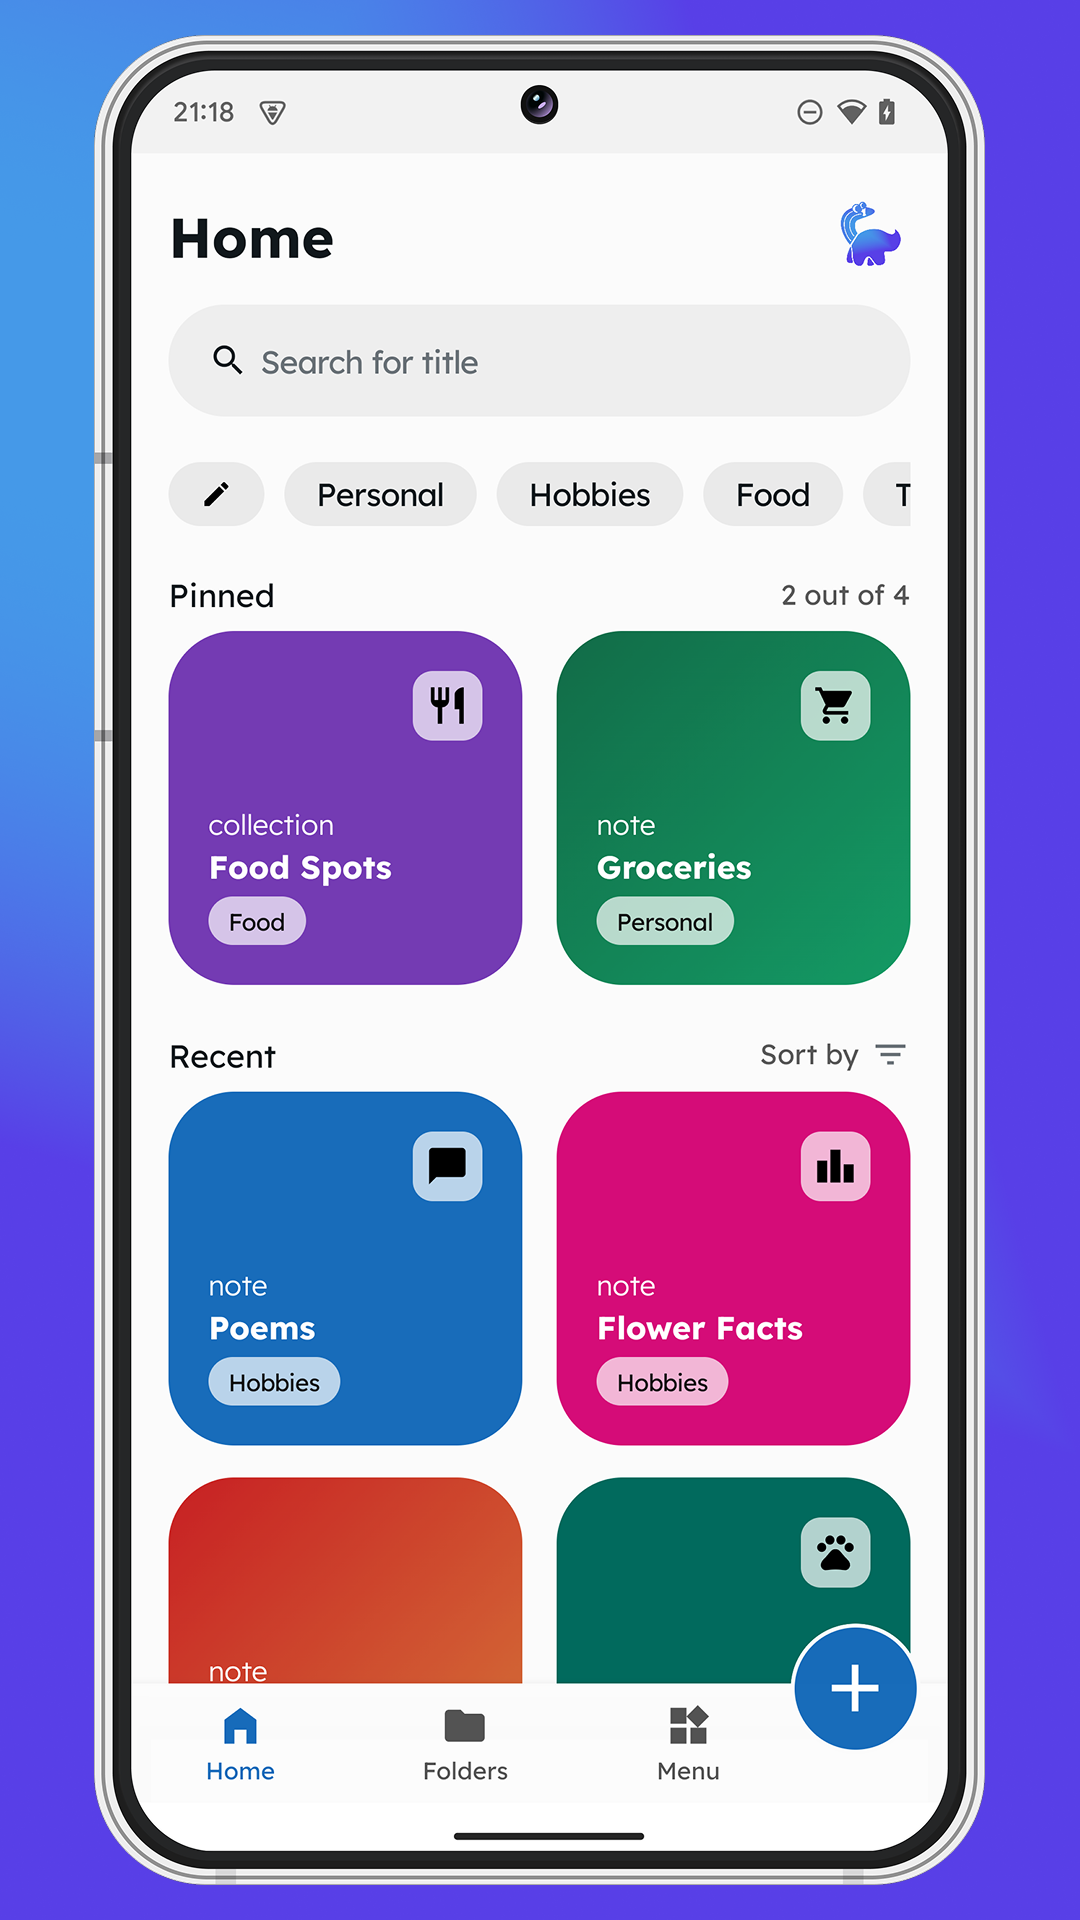 21:18
Home
Search for title
Personal Hobbies Food T
Pinned 2 out of 4
collection
Food Spots
Food
note
Groceries
Personal
Recent Sort by
note
Poems
Hobbies
note
Flower Facts
Hobbies
note
Home Folders Menu